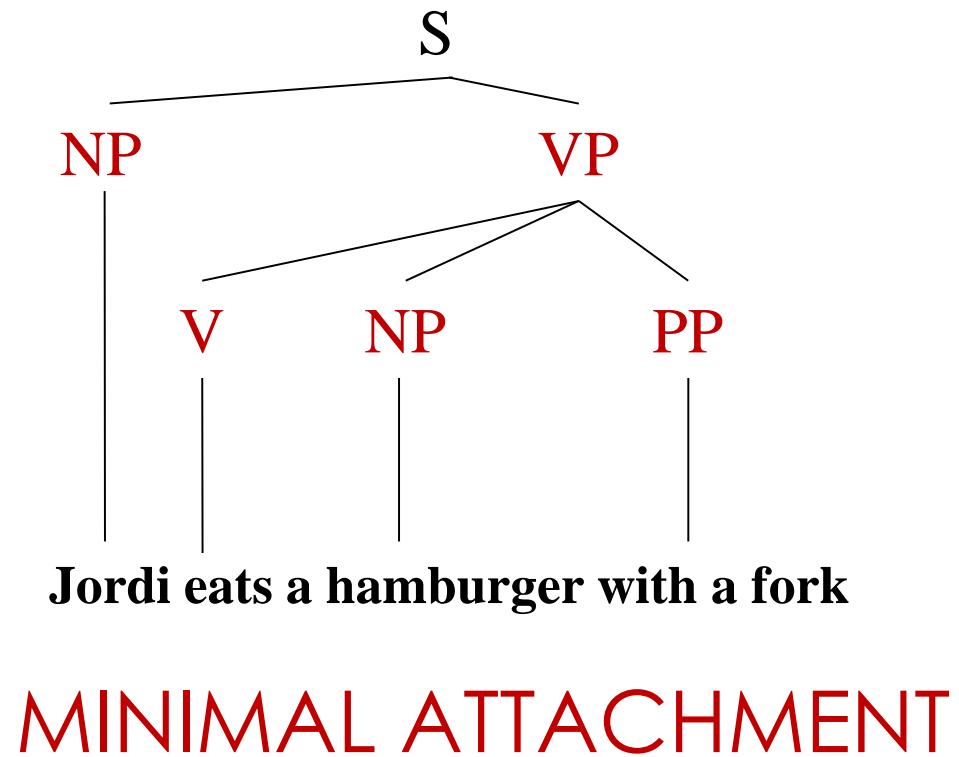 S
NP VP
V NP PP
Jordi eats a hamburger with a fork
MINIMAL ATTACHMENT